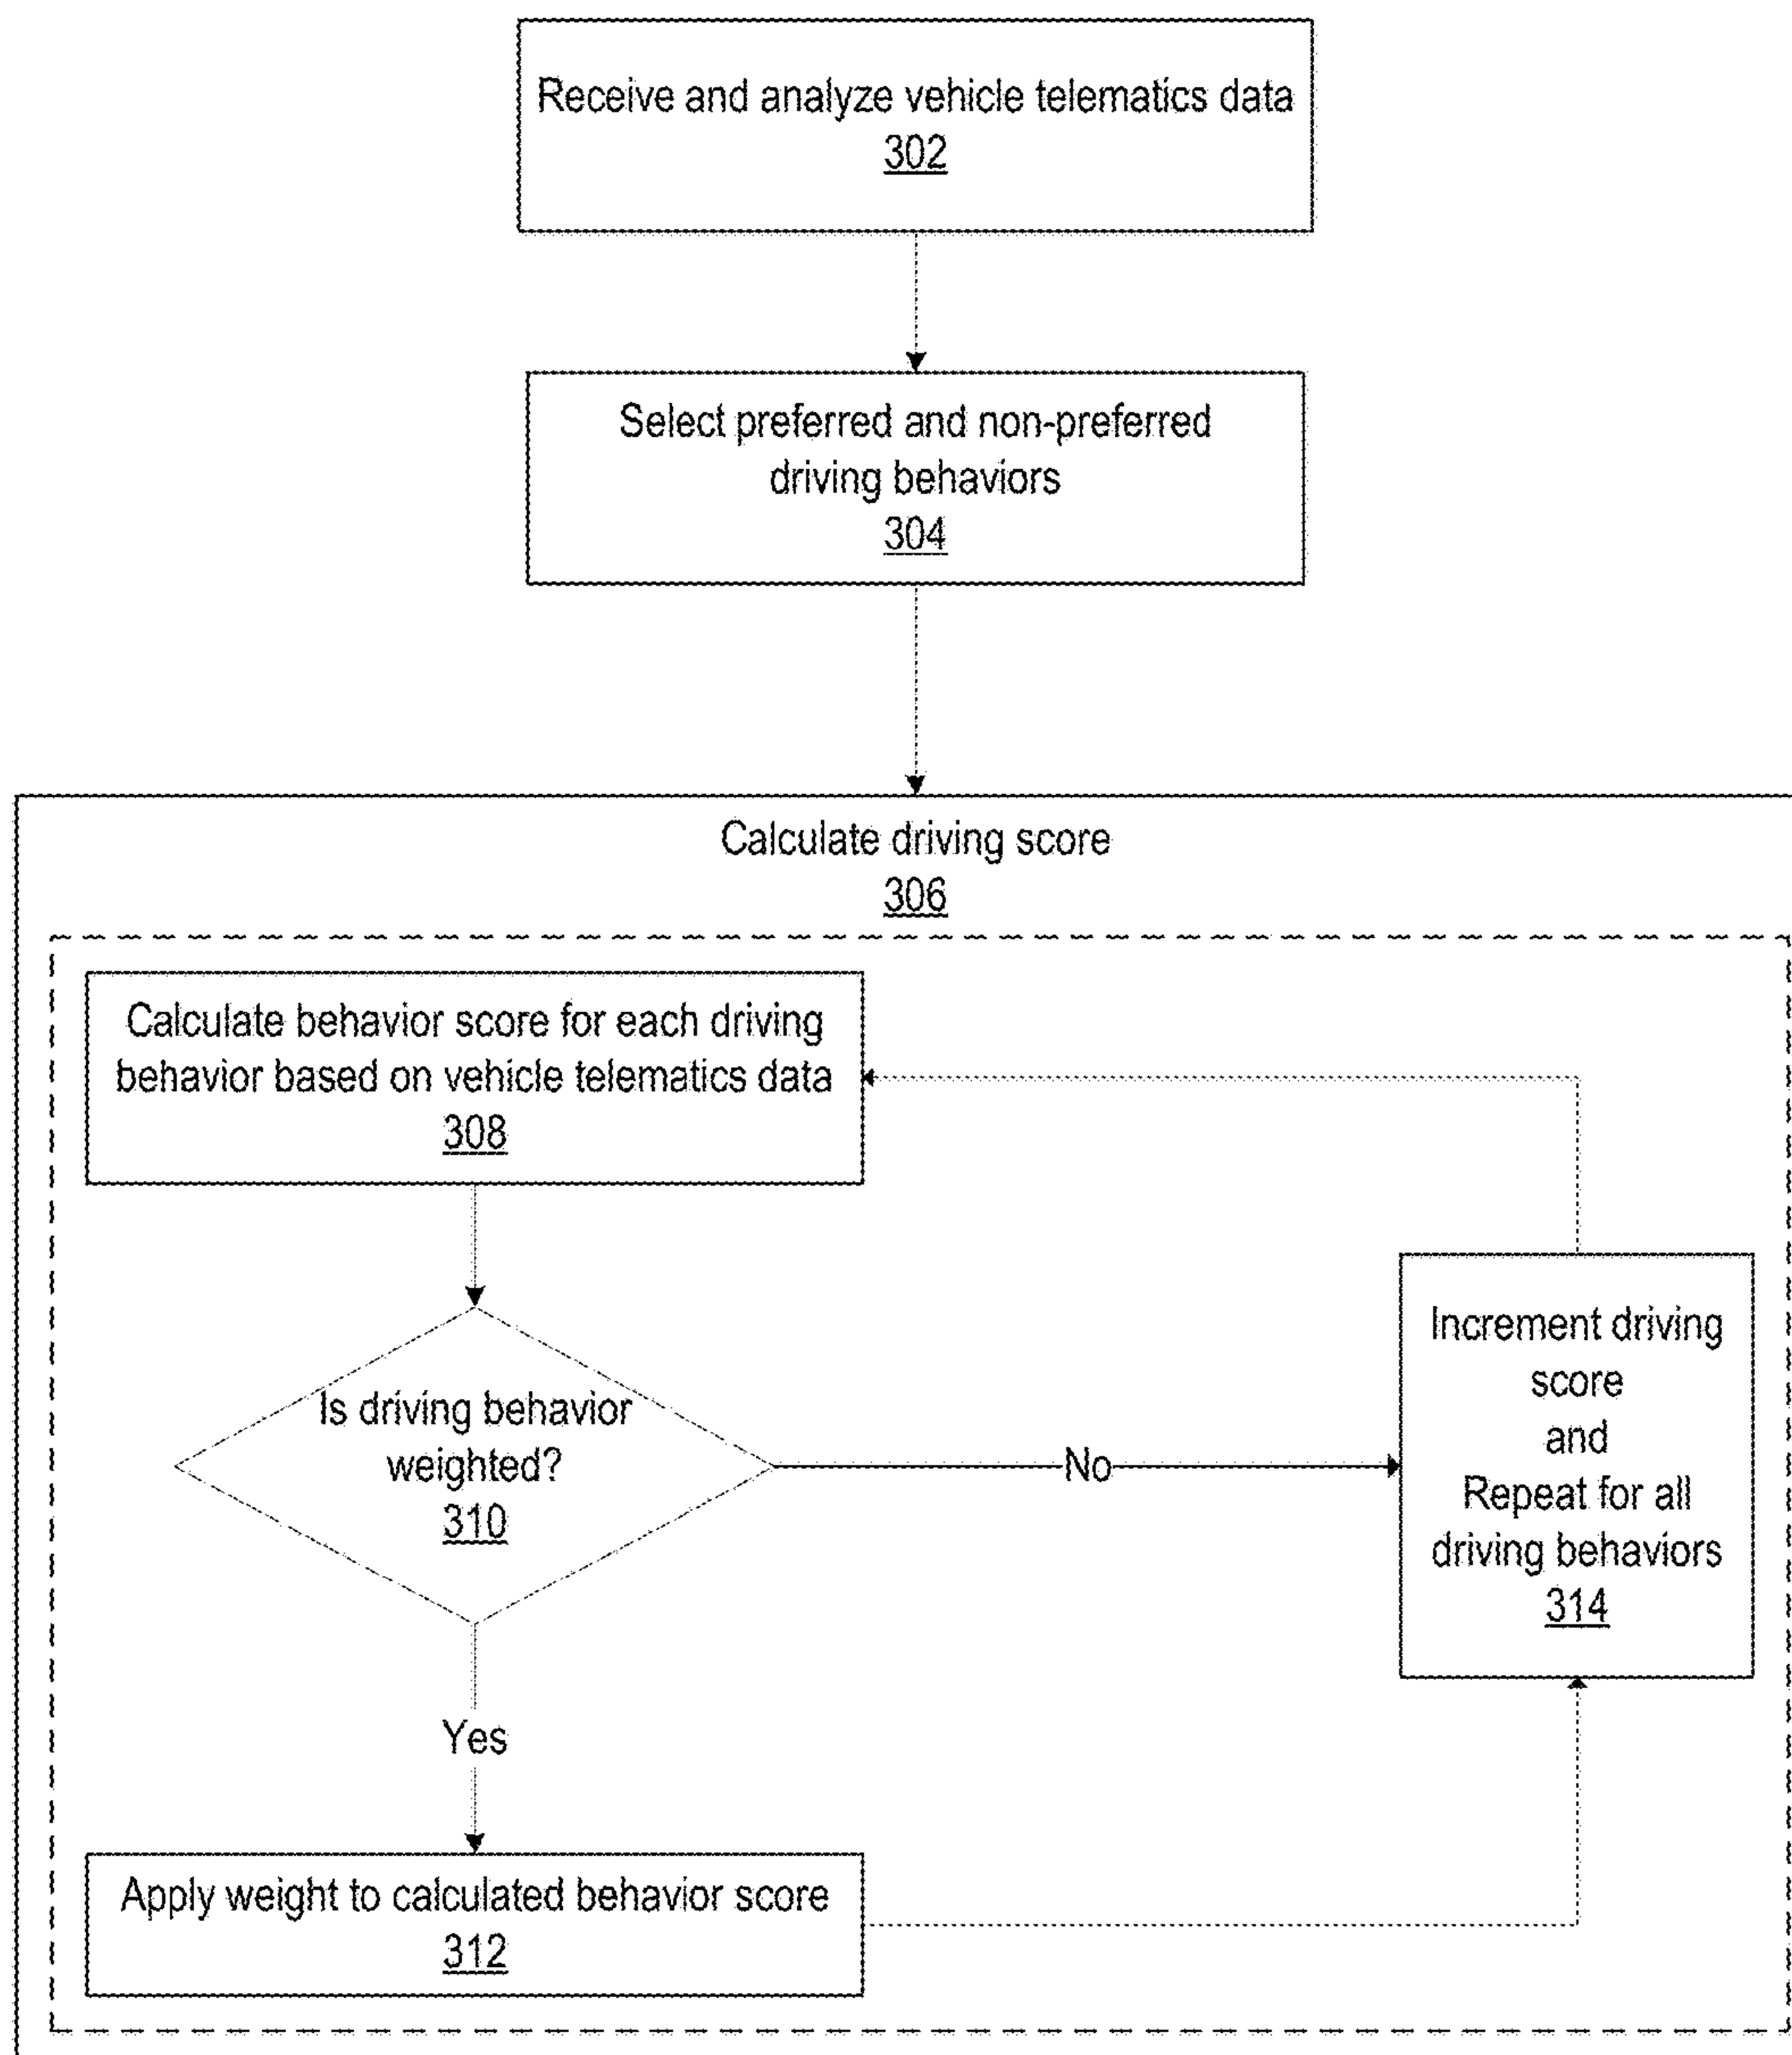 Receive and analyze vehicle telematics data
302
Select preferred and non-preferred
driving behaviors
304
Calculate driving score
306
Calculate behavior score for each driving
behavior based on vehicle telematics data
308
Is driving behavior
weighted?
310
No
Increment driving
score
and
Repeat for all
driving behaviors
314
Yes
Apply weight to calculated behavior score
312